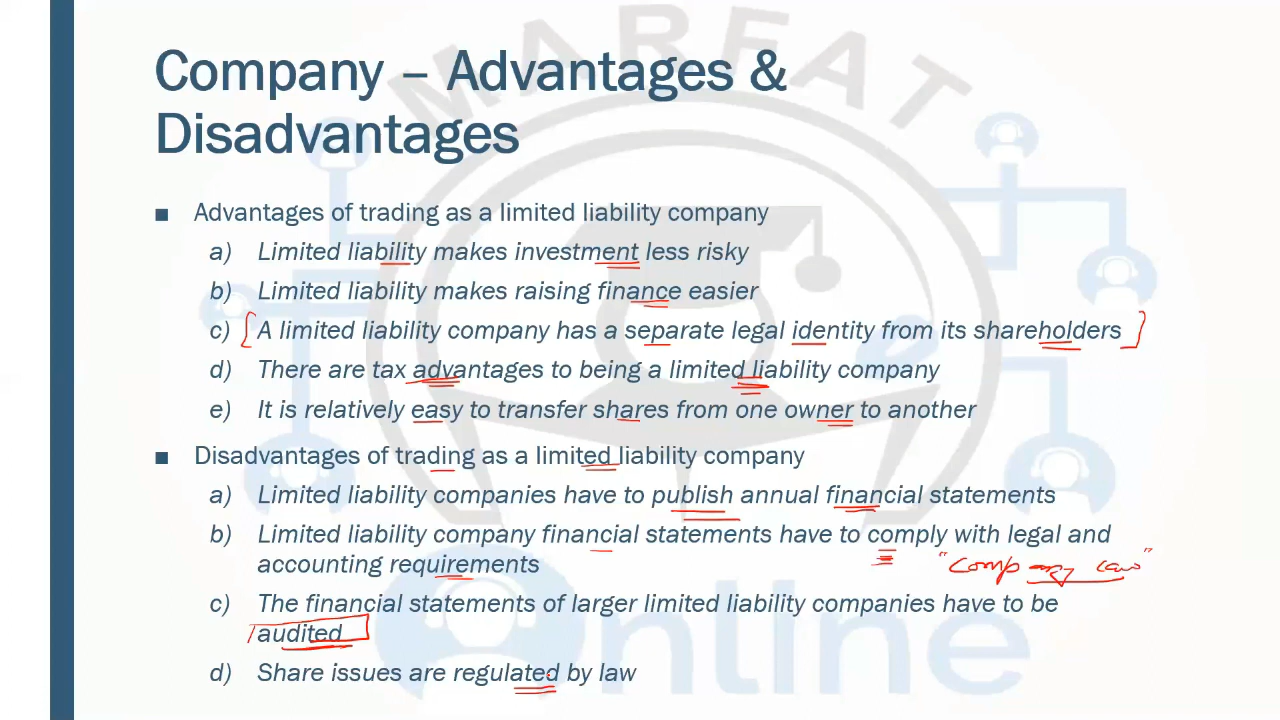 MARFAT
Company – Advantages &
Disadvantages
■ Advantages of trading as a limited liability company
a) Limited liability makes investment less risky
b) Limited liability makes raising finance easier
c) A limited liability company has a separate legal identity from its shareholders
d) There are tax advantages to being a limited liability company
e) It is relatively easy to transfer shares from one owner to another
■ Disadvantages of trading as a limited liability company
a) Limited liability companies have to publish annual financial statements
b) Limited liability company financial statements have to comply with legal and
accounting requirements
"company law"
c) The financial statements of larger limited liability companies have to be
audited
d) Share issues are regulated by law
Online